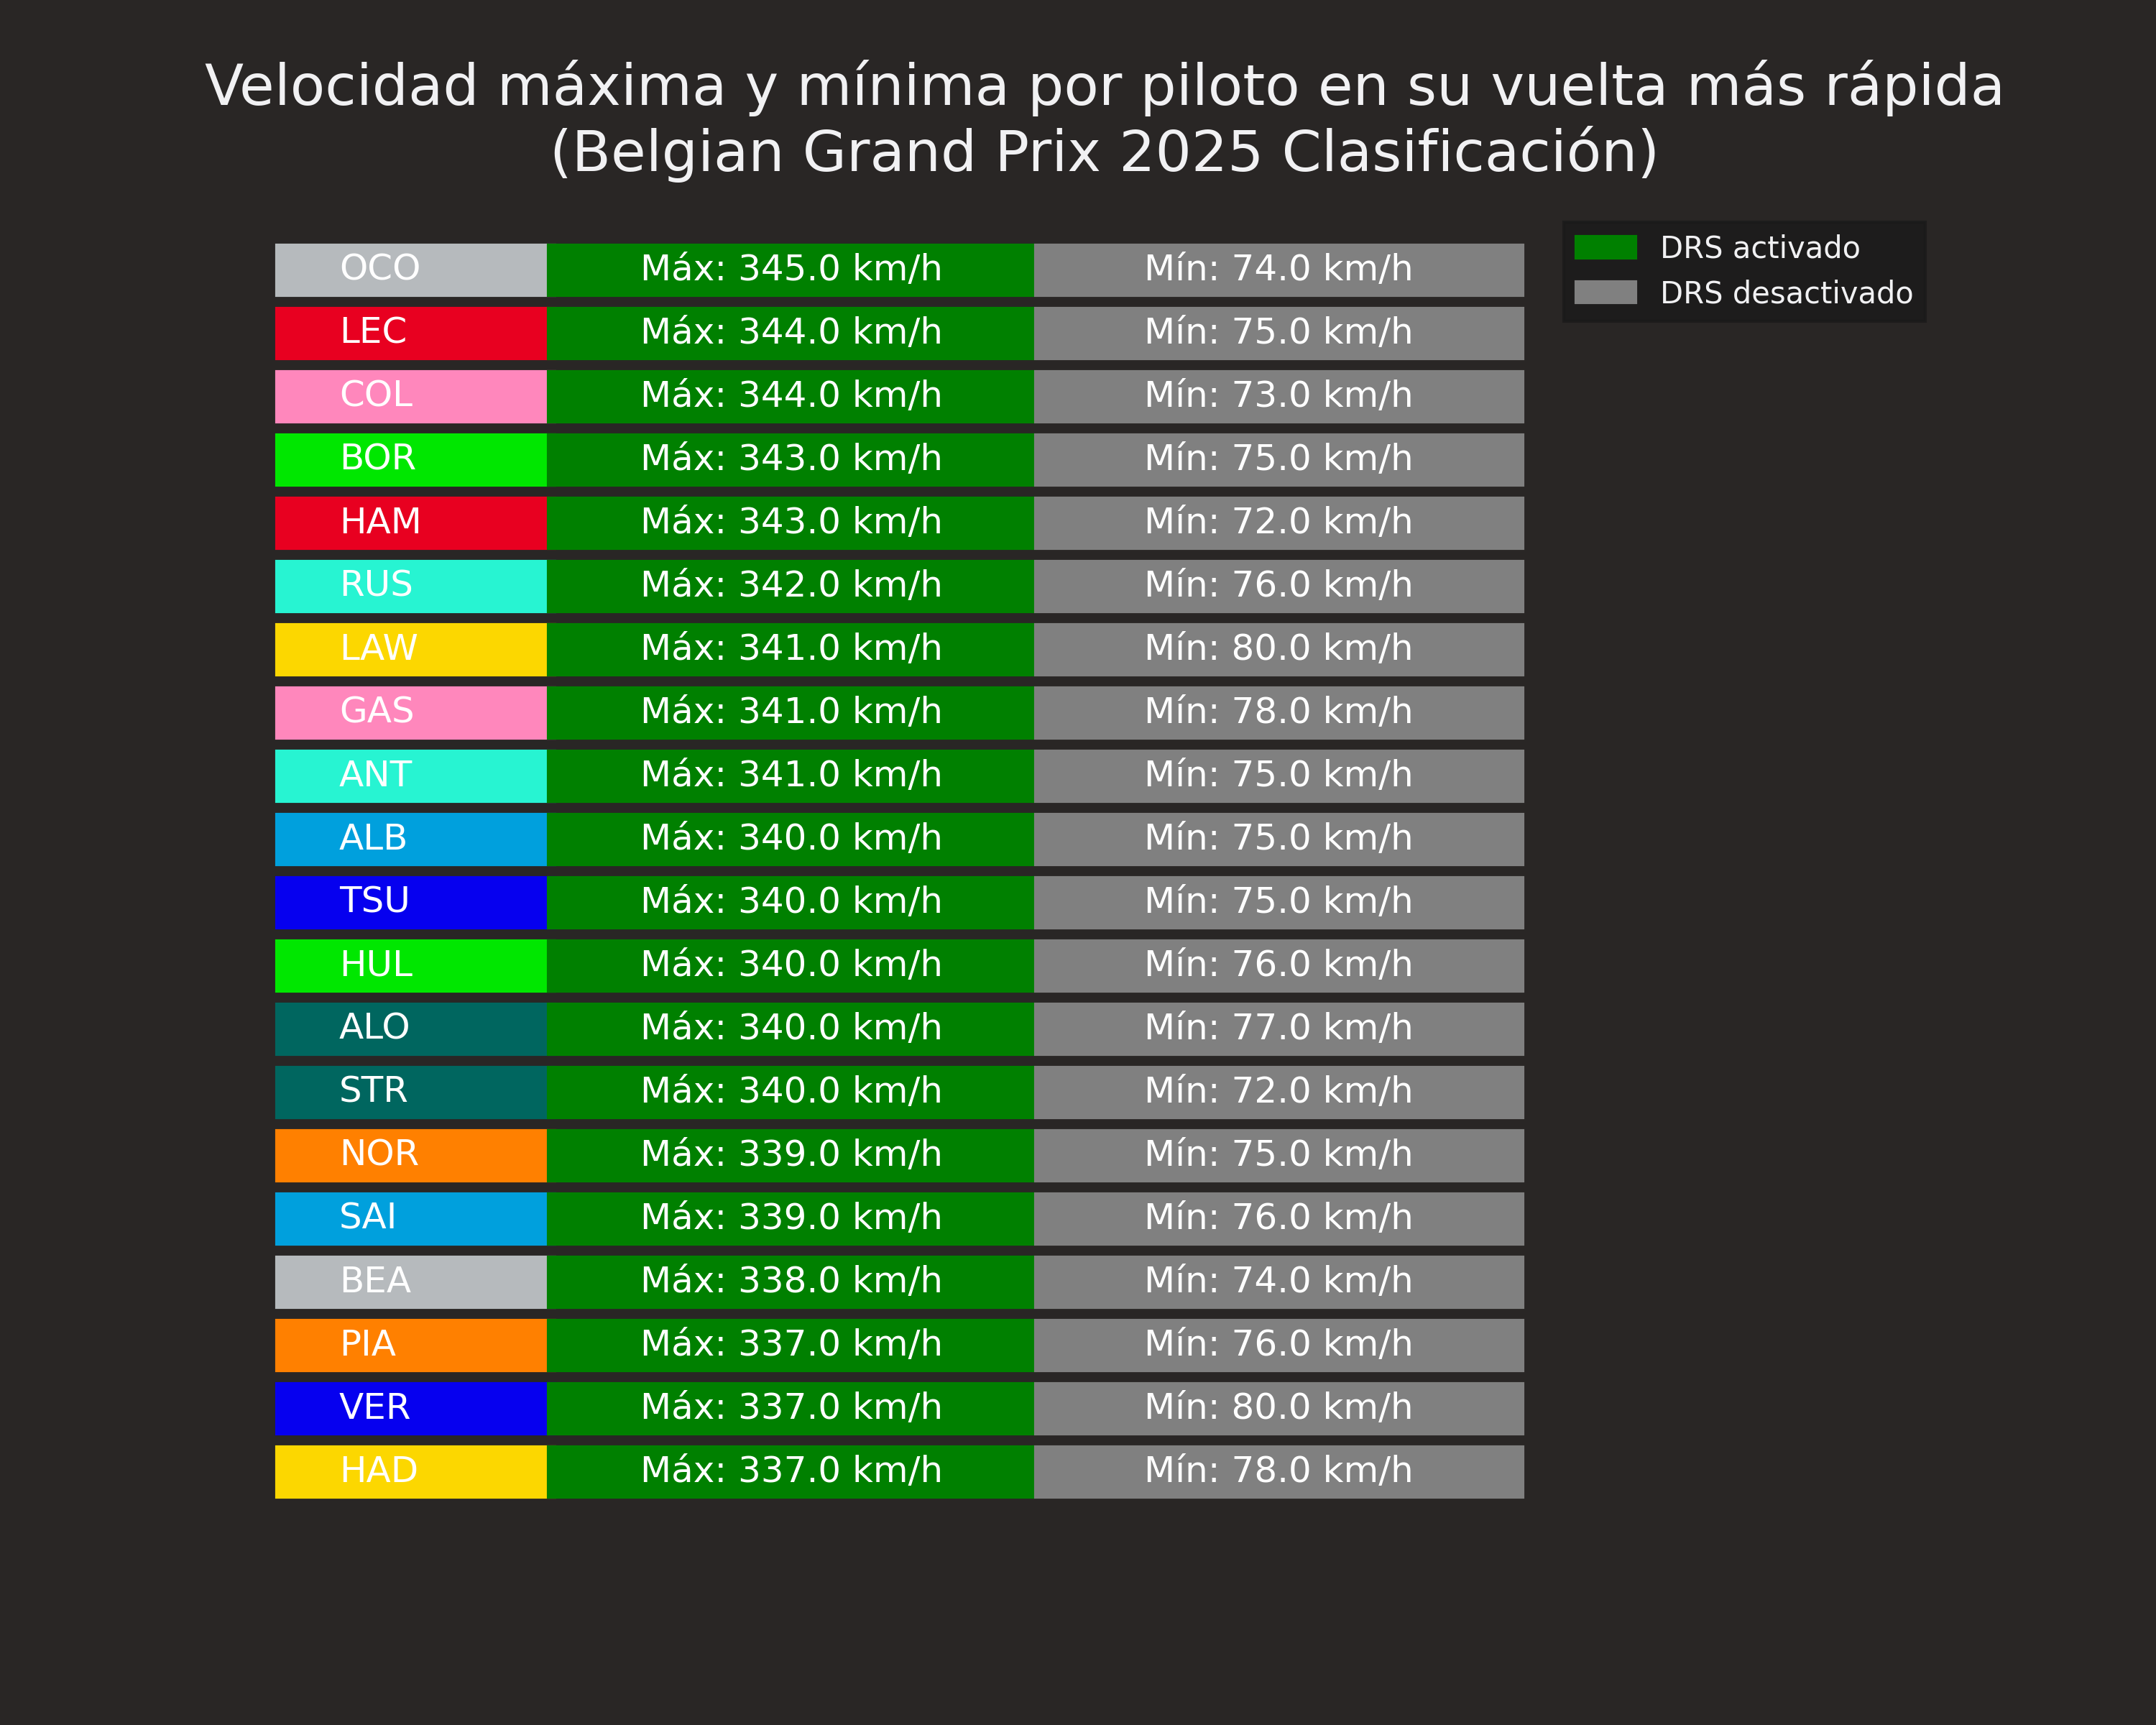 Velocidad máxima y mínima por piloto en su vuelta más rápida
(Belgian Grand Prix 2025 Clasificación)
DRS activado
DRS desactivado
OCO Máx: 345.0 km/h Mín: 74.0 km/h
LEC Máx: 344.0 km/h Mín: 75.0 km/h
COL Máx: 344.0 km/h Mín: 73.0 km/h
BOR Máx: 343.0 km/h Mín: 75.0 km/h
HAM Máx: 343.0 km/h Mín: 72.0 km/h
RUS Máx: 342.0 km/h Mín: 76.0 km/h
LAW Máx: 341.0 km/h Mín: 80.0 km/h
GAS Máx: 341.0 km/h Mín: 78.0 km/h
ANT Máx: 341.0 km/h Mín: 75.0 km/h
ALB Máx: 340.0 km/h Mín: 75.0 km/h
TSU Máx: 340.0 km/h Mín: 75.0 km/h
HUL Máx: 340.0 km/h Mín: 76.0 km/h
ALO Máx: 340.0 km/h Mín: 77.0 km/h
STR Máx: 340.0 km/h Mín: 72.0 km/h
NOR Máx: 339.0 km/h Mín: 75.0 km/h
SAI Máx: 339.0 km/h Mín: 76.0 km/h
BEA Máx: 338.0 km/h Mín: 74.0 km/h
PIA Máx: 337.0 km/h Mín: 76.0 km/h
VER Máx: 337.0 km/h Mín: 80.0 km/h
HAD Máx: 337.0 km/h Mín: 78.0 km/h